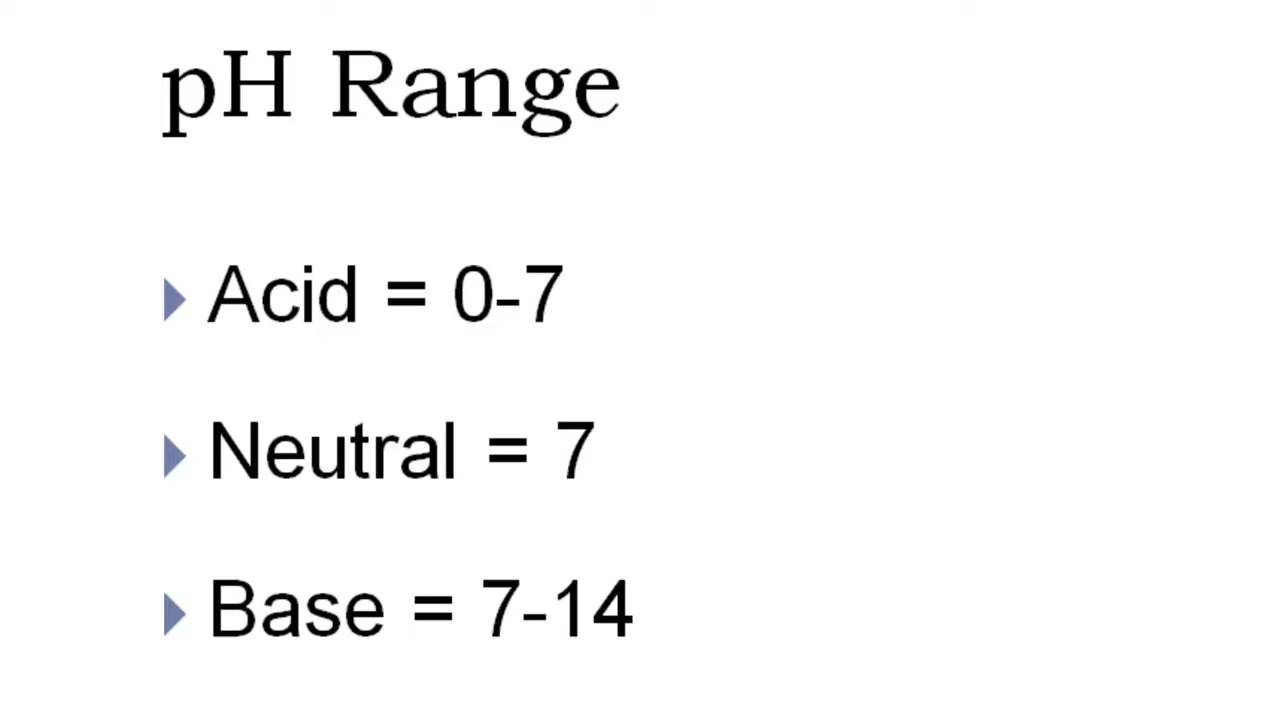 pH Range
Acid = 0-7
Neutral = 7
Base = 7-14